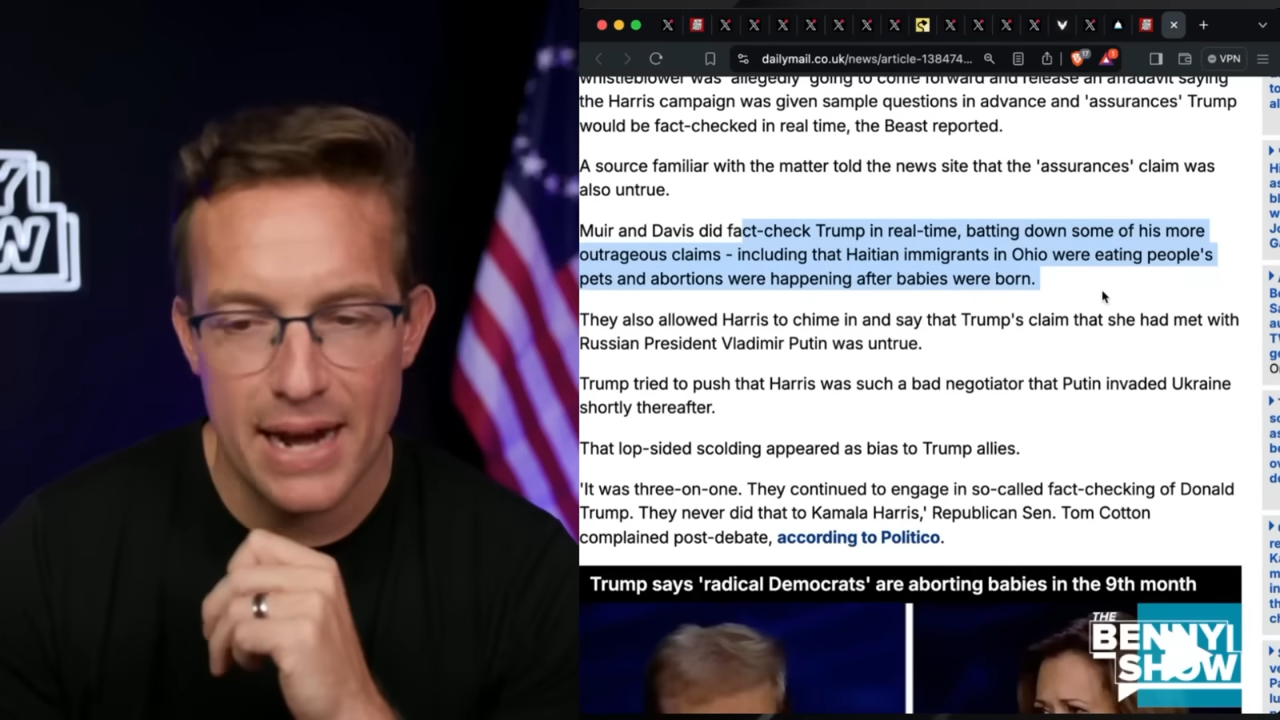 dailymail.co.uk/news/article-138474...
VPN
whistleblower was 'allegedly' going to come forward and release an affadavit saying
the Harris campaign was given sample questions in advance and 'assurances' Trump
would be fact-checked in real time, the Beast reported.
A source familiar with the matter told the news site that the 'assurances' claim was
also untrue.
Muir and Davis did fact-check Trump in real-time, batting down some of his more
outrageous claims - including that Haitian immigrants in Ohio were eating people's
pets and abortions were happening after babies were born.
They also allowed Harris to chime in and say that Trump's claim that she had met with
Russian President Vladimir Putin was untrue.
Trump tried to push that Harris was such a bad negotiator that Putin invaded Ukraine
shortly thereafter.
That lop-sided scolding appeared as bias to Trump allies.
'It was three-on-one. They continued to engage in so-called fact-checking of Donald
Trump. They never did that to Kamala Harris,' Republican Sen. Tom Cotton
complained post-debate, according to Politico.
Trump says 'radical Democrats' are aborting babies in the 9th month
THE
BENNY
SHOW